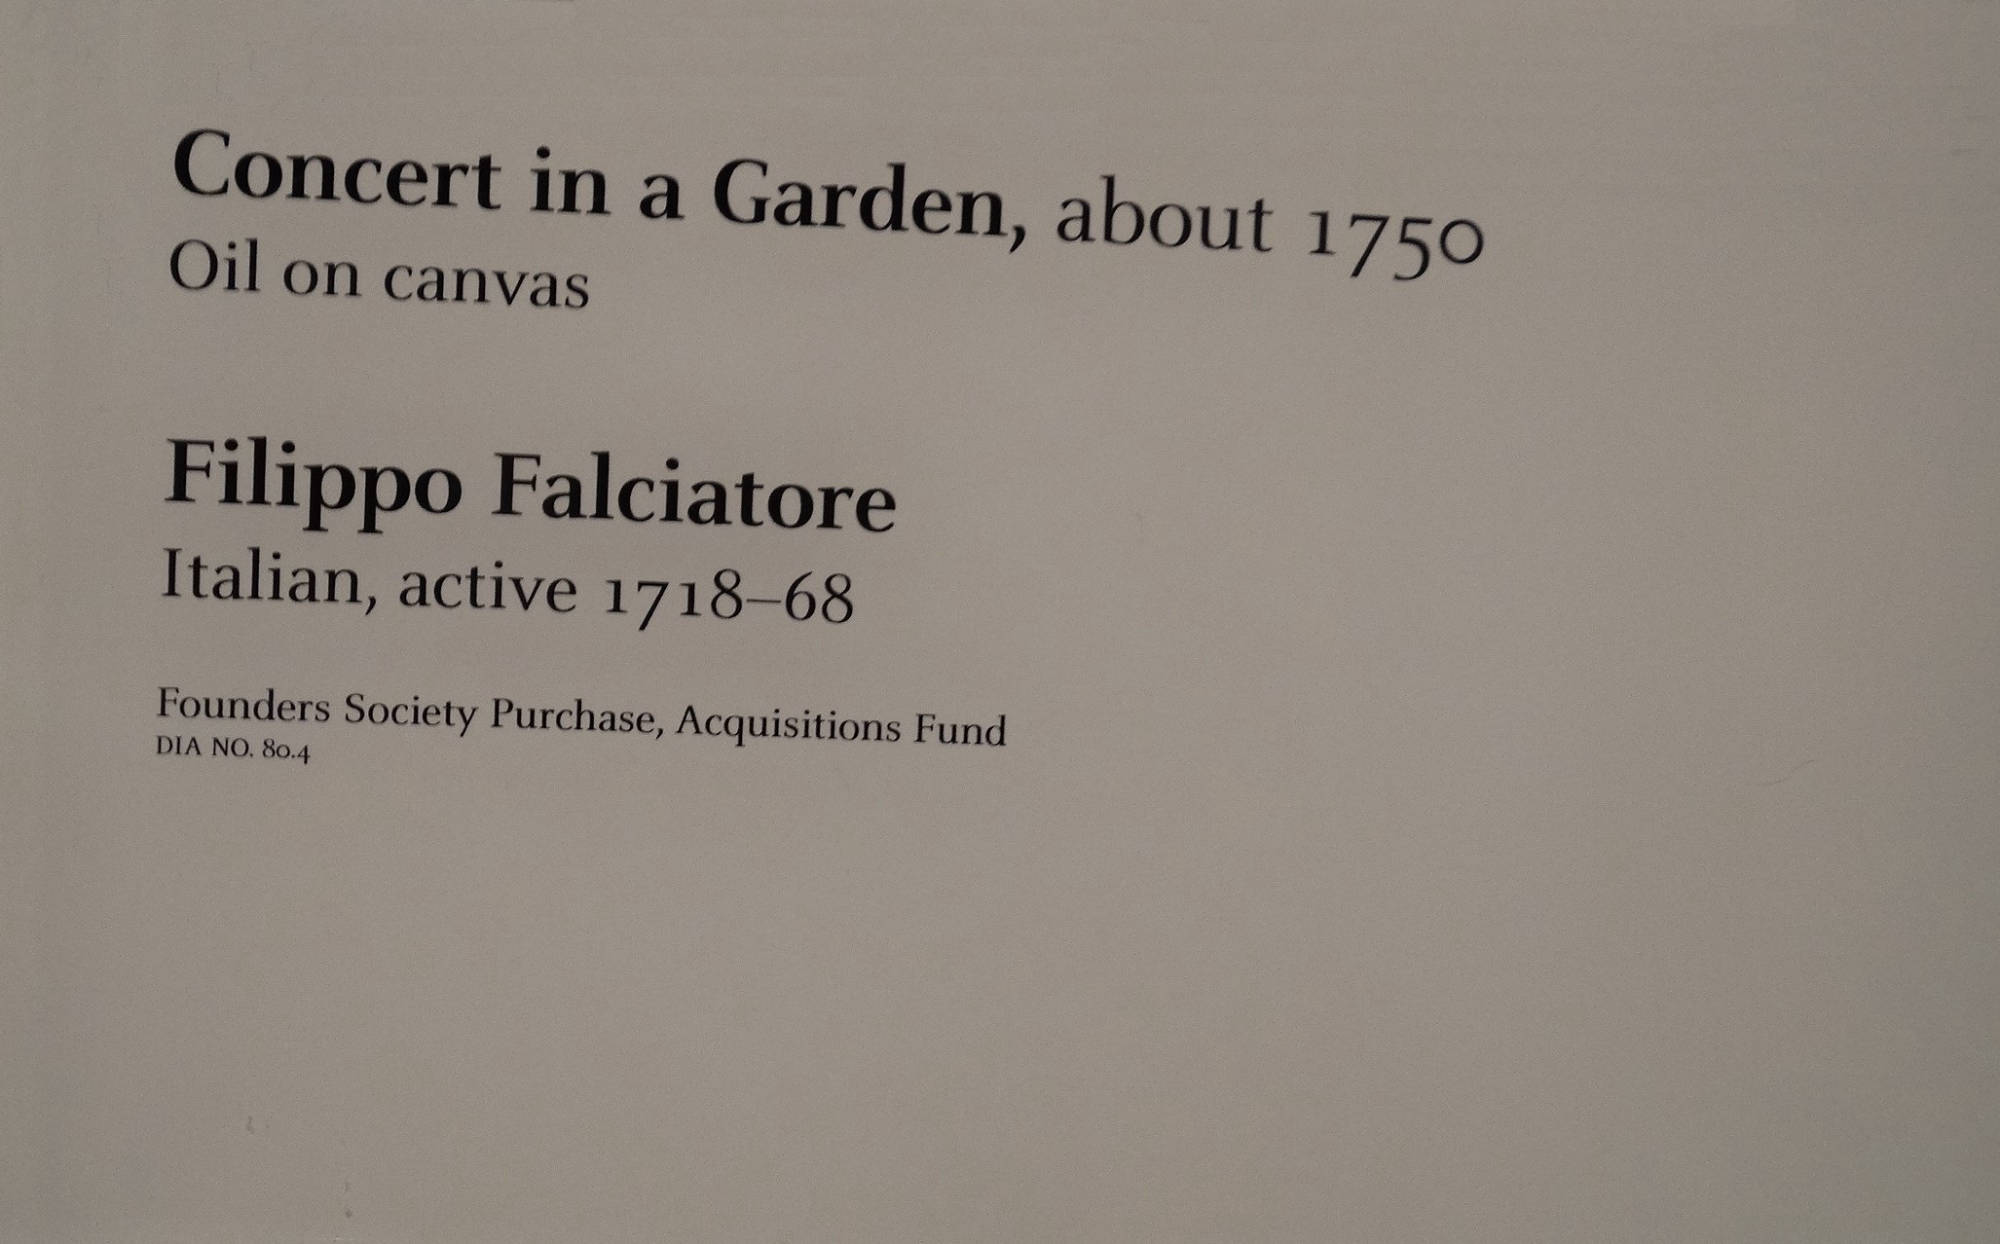 Concert in a Garden, about 1750
Oil on canvas
Filippo Falciatore
Italian, active 1718–68
Founders Society Purchase, Acquisitions Fund
DIA NO. 80.4